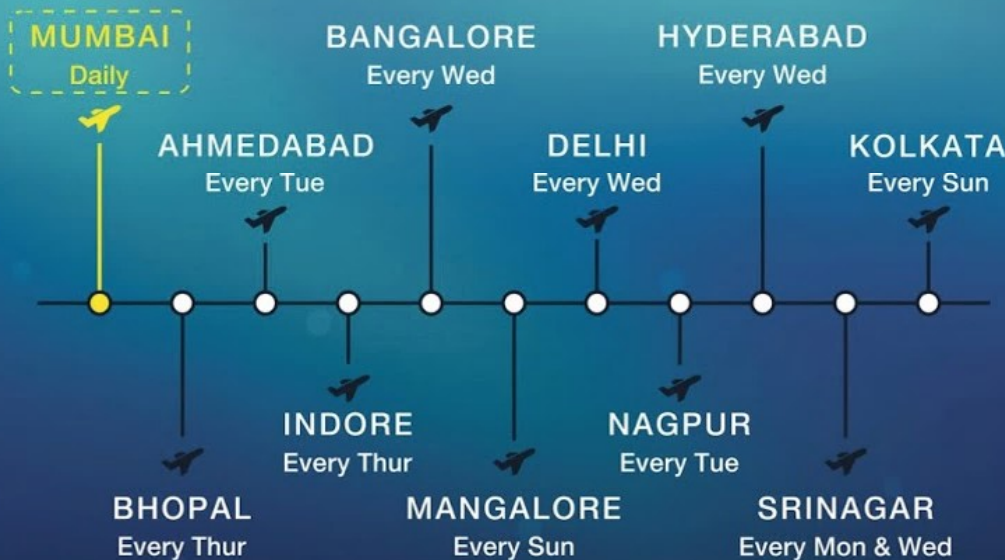 MUMBAI
Daily
BANGALORE
Every Wed
HYDERABAD
Every Wed
AHMEDABAD
Every Tue
DELHI
Every Wed
KOLKATA
Every Sun
INDORE
Every Thur
NAGPUR
Every Tue
BHOPAL
Every Thur
MANGALORE
Every Sun
SRINAGAR
Every Mon & Wed